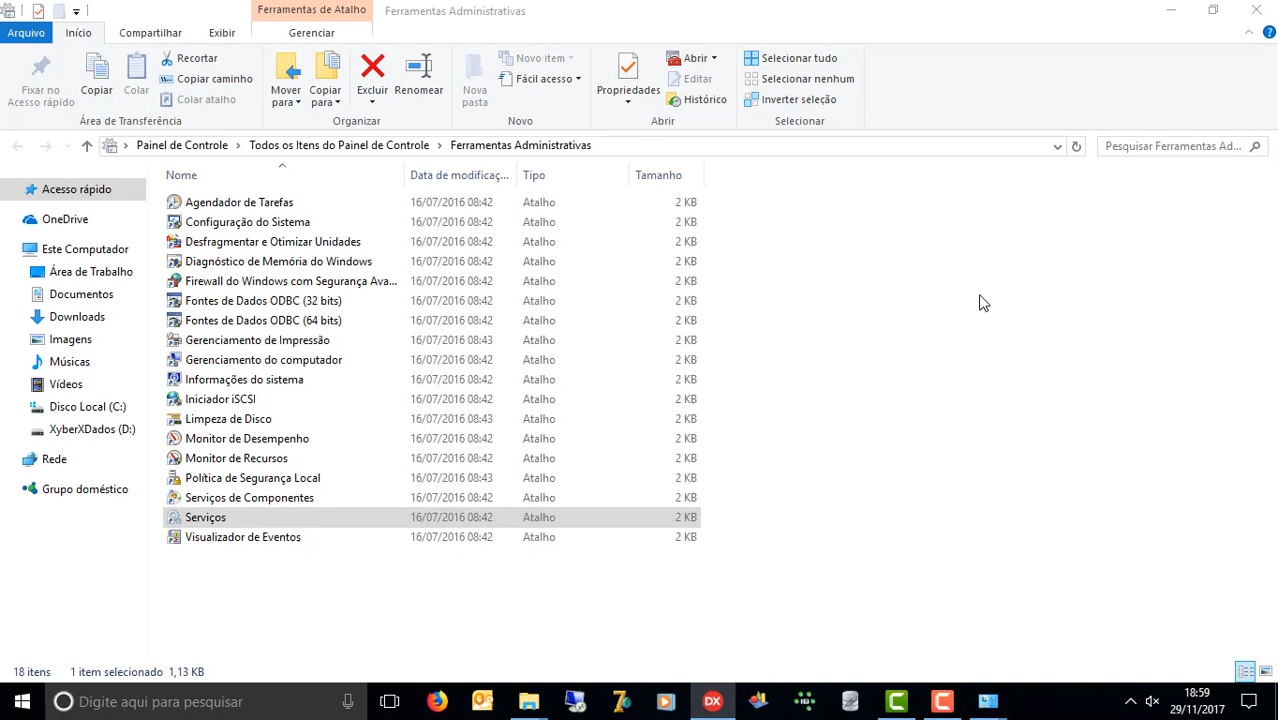 Ferramentas de Atalho
Ferramentas Administrativas
Arquivo
Início
Compartilhar
Exibir
Gerenciar
Fixar no
Acesso rápido
Copiar
Colar
Recortar
Copiar caminho
Colar atalho
Área de Transferência
Mover
para
Copiar
para
Excluir
Renomear
Organizar
Nova
pasta
Novo item
Fácil acesso
Novo
Propriedades
Abrir
Editar
Histórico
Abrir
Selecionar tudo
Selecionar nenhum
Inverter seleção
Selecionar
Painel de Controle
Todos os Itens do Painel de Controle
Ferramentas Administrativas
Pesquisar Ferramentas Ad...
Acesso rápido
OneDrive
Este Computador
Área de Trabalho
Documentos
Downloads
Imagens
Músicas
Vídeos
Disco Local (C:)
XyberXDados (D:)
Rede
Grupo doméstico
Nome Data de modificaç... Tipo Tamanho
Agendador de Tarefas 16/07/2016 08:42 Atalho 2 KB
Configuração do Sistema 16/07/2016 08:42 Atalho 2 KB
Desfragmentar e Otimizar Unidades 16/07/2016 08:42 Atalho 2 KB
Diagnóstico de Memória do Windows 16/07/2016 08:42 Atalho 2 KB
Firewall do Windows com Segurança Ava... 16/07/2016 08:42 Atalho 2 KB
Fontes de Dados ODBC (32 bits) 16/07/2016 08:42 Atalho 2 KB
Fontes de Dados ODBC (64 bits) 16/07/2016 08:42 Atalho 2 KB
Gerenciamento de Impressão 16/07/2016 08:43 Atalho 2 KB
Gerenciamento do computador 16/07/2016 08:42 Atalho 2 KB
Informações do sistema 16/07/2016 08:42 Atalho 2 KB
Iniciador iSCSI 16/07/2016 08:42 Atalho 2 KB
Limpeza de Disco 16/07/2016 08:43 Atalho 2 KB
Monitor de Desempenho 16/07/2016 08:42 Atalho 2 KB
Monitor de Recursos 16/07/2016 08:42 Atalho 2 KB
Política de Segurança Local 16/07/2016 08:43 Atalho 2 KB
Serviços de Componentes 16/07/2016 08:42 Atalho 2 KB
Serviços 16/07/2016 08:42 Atalho 2 KB
Visualizador de Eventos 16/07/2016 08:42 Atalho 2 KB
18 itens 1 item selecionado 1,13 KB
Digite aqui para pesquisar
DX
18:59
29/11/2017